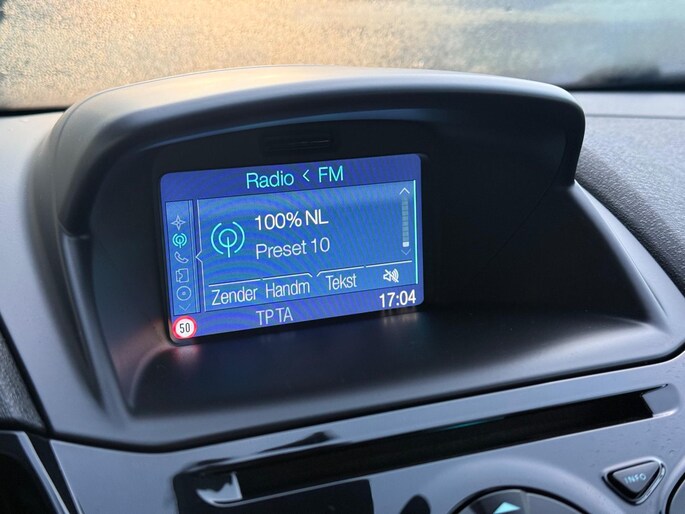 Radio < FM
100% NL
Preset 10
Zender Handm Tekst
17:04
50
TP TA
INFO